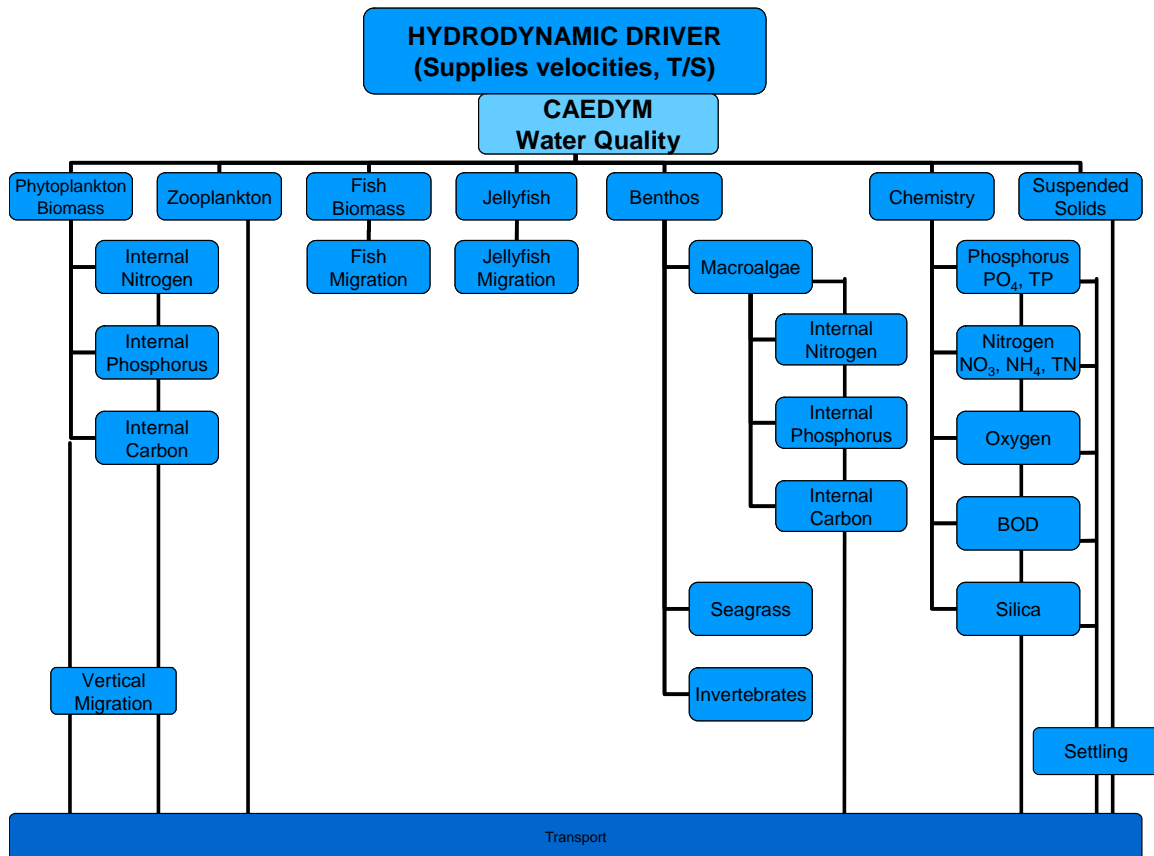 HYDRODYNAMIC DRIVER
(Supplies velocities, T/S)
CAEDYM
Water Quality
Phytoplankton
Biomass
Zooplankton
Fish
Biomass
Jellyfish
Benthos
Chemistry
Suspended
Solids
Internal
Nitrogen
Fish
Migration
Jellyfish
Migration
Macroalgae
Phosphorus
PO₄, TP
Internal
Phosphorus
Internal
Nitrogen
Nitrogen
NO₃, NH₄, TN
Internal
Carbon
Internal
Phosphorus
Oxygen
Internal
Carbon
BOD
Seagrass
Silica
Vertical
Migration
Invertebrates
Settling
Transport